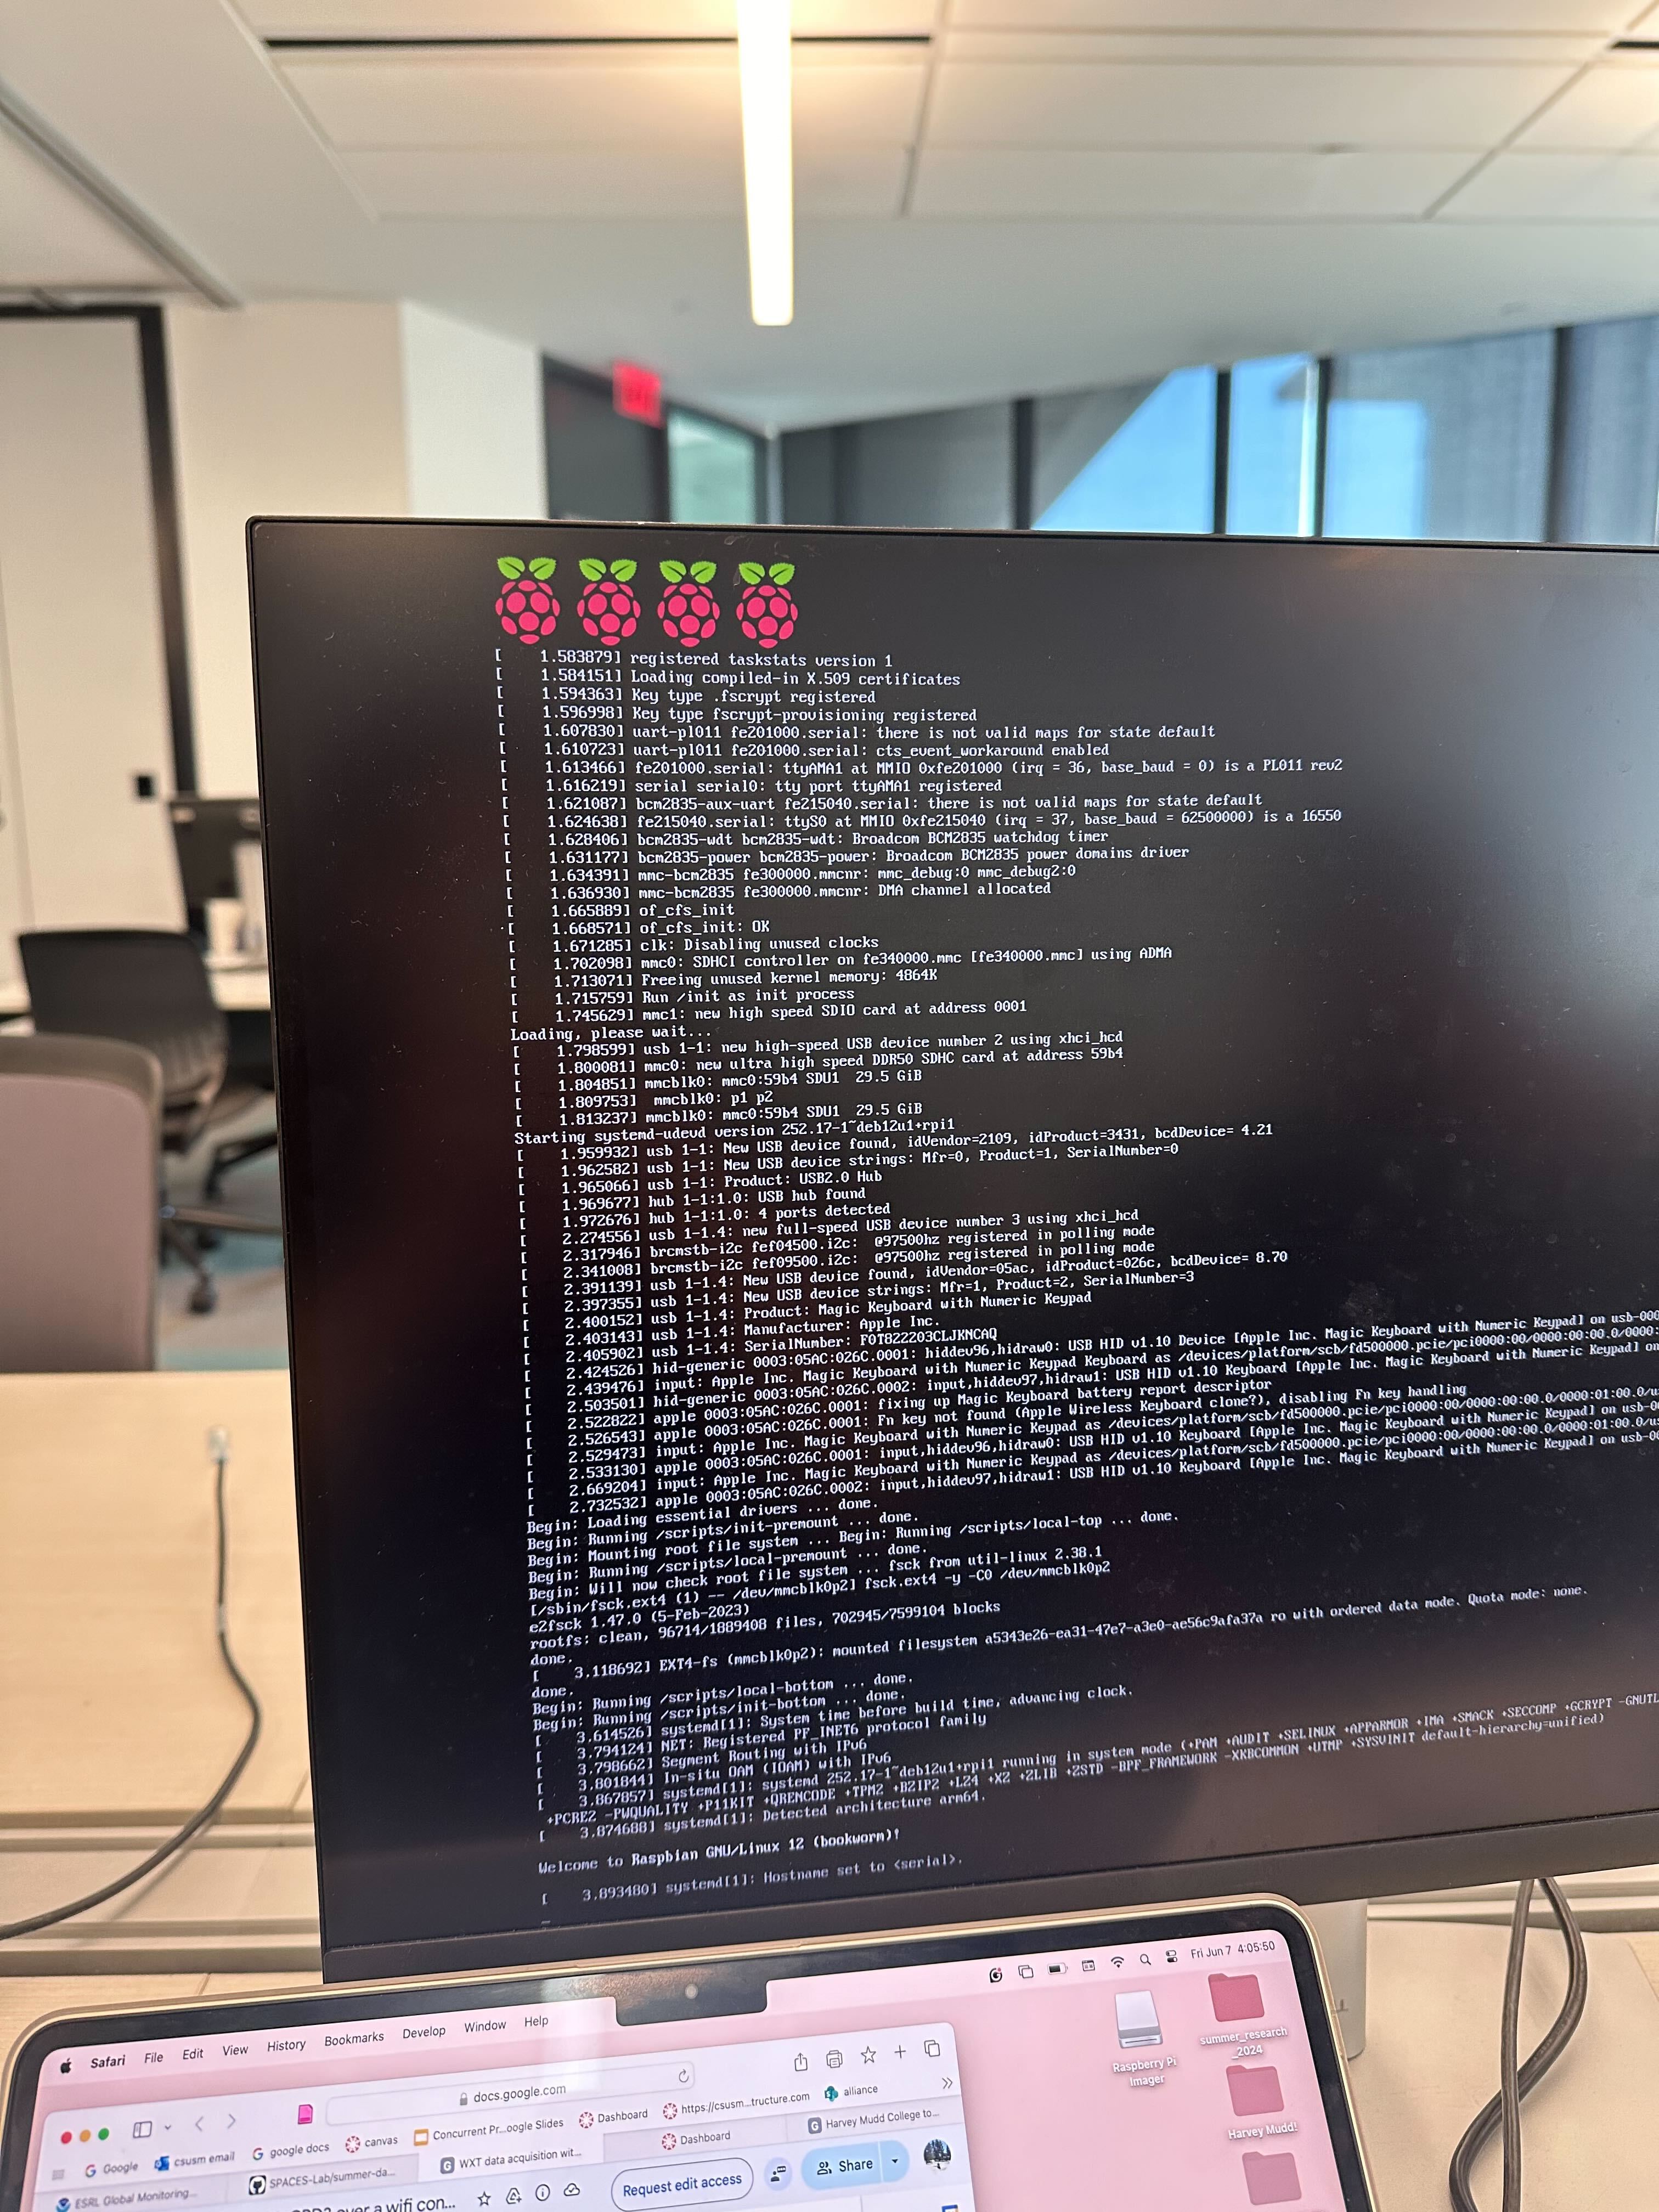 [    1.583879] registered taskstats version 1
[    1.584151] Loading compiled-in X.509 certificates
[    1.594363] Key type .fscrypt registered
[    1.596998] Key type fscrypt-provisioning registered
[    1.607830] uart-pl011 fe201000.serial: there is not valid maps for state default
[    1.610723] uart-pl011 fe201000.serial: cts_event_workaround enabled
[    1.613466] fe201000.serial: ttyAMA1 at MMIO 0xfe201000 (irq = 36, base_baud = 0) is a PL011 rev2
[    1.616219] serial serial0: tty port ttyAMA1 registered
[    1.621087] bcm2835-aux-uart fe215040.serial: there is not valid maps for state default
[    1.624638] fe215040.serial: ttyS0 at MMIO 0xfe215040 (irq = 37, base_baud = 62500000) is a 16550
[    1.628406] bcm2835-wdt bcm2835-wdt: Broadcom BCM2835 watchdog timer
[    1.631177] bcm2835-power bcm2835-power: Broadcom BCM2835 power domains driver
[    1.634391] mmc-bcm2835 fe300000.mmcnr: mmc_debug:0 mmc_debug2:0
[    1.636930] mmc-bcm2835 fe300000.mmcnr: DMA channel allocated
[    1.665889] of_cfs_init
[    1.668571] of_cfs_init: OK
[    1.671285] clk: Disabling unused clocks
[    1.702098] mmc0: SDHCI controller on fe340000.mmc [fe340000.mmc] using ADMA
[    1.713071] Freeing unused kernel memory: 4864K
[    1.715759] Run /init as init process
[    1.745629] mmc1: new high speed SDIO card at address 0001
Loading, please wait...
[    1.798599] usb 1-1: new high-speed USB device number 2 using xhci_hcd
[    1.800081] mmc0: new ultra high speed DDR50 SDHC card at address 59b4
[    1.804851] mmcblk0: mmc0:59b4 SDU1  29.5 GiB
[    1.809753]  mmcblk0: p1 p2
[    1.813237] mmcblk0: mmc0:59b4 SDU1  29.5 GiB
Starting systemd-udevd version 252.17-1~deb12u1+rpi1
[    1.959932] usb 1-1: New USB device found, idVendor=2109, idProduct=3431, bcdDevice= 4.21
[    1.962582] usb 1-1: New USB device strings: Mfr=0, Product=1, SerialNumber=0
[    1.965066] usb 1-1: Product: USB2.0 Hub
[    1.969677] hub 1-1:1.0: USB hub found
[    1.972676] hub 1-1:1.0: 4 ports detected
[    2.274556] usb 1-1.4: new full-speed USB device number 3 using xhci_hcd
[    2.317946] brcmstb-i2c fef04500.i2c:  @97500hz registered in polling mode
[    2.341008] brcmstb-i2c fef09500.i2c:  @97500hz registered in polling mode
[    2.391139] usb 1-1.4: New USB device found, idVendor=05ac, idProduct=026c, bcdDevice= 8.70
[    2.397355] usb 1-1.4: New USB device strings: Mfr=1, Product=2, SerialNumber=3
[    2.400152] usb 1-1.4: Product: Magic Keyboard with Numeric Keypad
[    2.403143] usb 1-1.4: Manufacturer: Apple Inc.
[    2.405902] usb 1-1.4: SerialNumber: F0T822203CLJKNCAQ
[    2.424526] hid-generic 0003:05AC:026C.0001: hiddev96,hidraw0: USB HID v1.10 Device [Apple Inc. Magic Keyboard with Numeric Keypad] on usb-000
[    2.439476] input: Apple Inc. Magic Keyboard with Numeric Keypad Keyboard as /devices/platform/scb/fd500000.pcie/pci0000:00/0000:00:00.0/0000:
[    2.503501] hid-generic 0003:05AC:026C.0002: input,hiddev97,hidraw1: USB HID v1.10 Keyboard [Apple Inc. Magic Keyboard with Numeric Keypad] on
[    2.522822] apple 0003:05AC:026C.0001: fixing up Magic Keyboard battery report descriptor
[    2.526543] apple 0003:05AC:026C.0001: Fn key not found (Apple Wireless Keyboard clone?), disabling Fn key handling
[    2.529473] input: Apple Inc. Magic Keyboard with Numeric Keypad as /devices/platform/scb/fd500000.pcie/pci0000:00/0000:00:00.0/0000:01:00.0/u
[    2.533130] apple 0003:05AC:026C.0001: input,hiddev96,hidraw0: USB HID v1.10 Keyboard [Apple Inc. Magic Keyboard with Numeric Keypad] on usb-0
[    2.669204] input: Apple Inc. Magic Keyboard with Numeric Keypad as /devices/platform/scb/fd500000.pcie/pci0000:00/0000:00:00.0/0000:01:00.0/u
[    2.732532] apple 0003:05AC:026C.0002: input,hiddev97,hidraw1: USB HID v1.10 Keyboard [Apple Inc. Magic Keyboard with Numeric Keypad] on usb-00
Begin: Loading essential drivers ... done.
Begin: Running /scripts/init-premount ... done.
Begin: Mounting root file system ... Begin: Running /scripts/local-top ... done.
Begin: Running /scripts/local-premount ... done.
Begin: Will now check root file system ... fsck from util-linux 2.38.1
[/sbin/fsck.ext4 (1) -- /dev/mmcblk0p2] fsck.ext4 -y -C0 /dev/mmcblk0p2
e2fsck 1.47.0 (5-Feb-2023)
rootfs: clean, 96714/1889408 files, 702945/7599104 blocks
done.
[    3.118692] EXT4-fs (mmcblk0p2): mounted filesystem a5343e26-ea31-47e7-a3e0-ae56c9afa37a ro with ordered data mode. Quota mode: none.
done.
Begin: Running /scripts/local-bottom ... done.
Begin: Running /scripts/init-bottom ... done.
[    3.614526] systemd[1]: System time before build time, advancing clock.
[    3.794124] NET: Registered PF_INET6 protocol family
[    3.798662] Segment Routing with IPv6
[    3.801844] In-situ OAM (IOAM) with IPv6
[    3.867857] systemd[1]: systemd 252.17-1~deb12u1+rpi1 running in system mode (+PAM +AUDIT +SELINUX +APPARMOR +IMA +SMACK +SECCOMP +GCRYPT -GNUTL
+PCRE2 -PWQUALITY +P11KIT +QRENCODE +TPM2 +BZIP2 +LZ4 +XZ +ZLIB +ZSTD -BPF_FRAMEWORK -XKBCOMMON +UTMP +SYSVINIT default-hierarchy=unified)
[    3.874688] systemd[1]: Detected architecture arm64.
Welcome to Raspbian GNU/Linux 12 (bookworm)!
[    3.893480] systemd[1]: Hostname set to <serial>.
Safari File Edit View History Bookmarks Develop Window Help
Fri Jun 7 4:05:50
docs.google.com
Google csusm email google docs canvas Concurrent Pr...oogle Slides Dashboard https://csusm...tructure.com alliance
ESRL Global Monitoring... SPACES-Lab/summer-da... WXT data acquisition wit... Dashboard Harvey Mudd College to...
over a wifi con...
Request edit access
Share
Raspberry Pi
Imager
summer_research
_2024
Harvey Mudd!